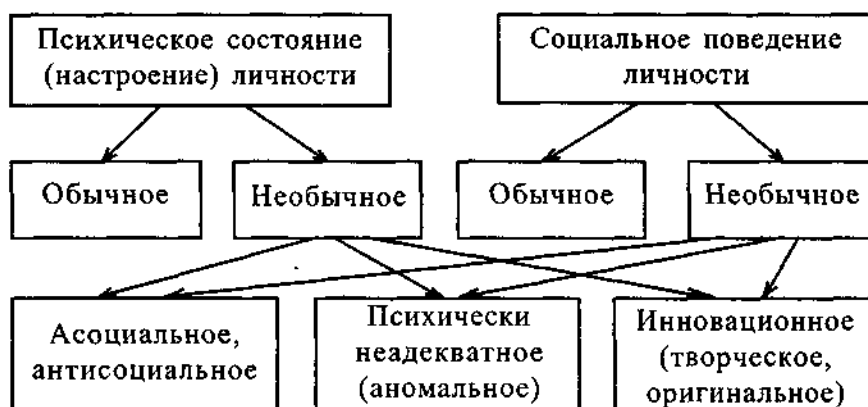 Психическое состояние
(настроение) личности
Социальное поведение
личности
Обычное
Необычное
Обычное
Необычное
Асоциальное,
антисоциальное
Психически
неадекватное
(аномальное)
Инновационное
(творческое,
оригинальное)